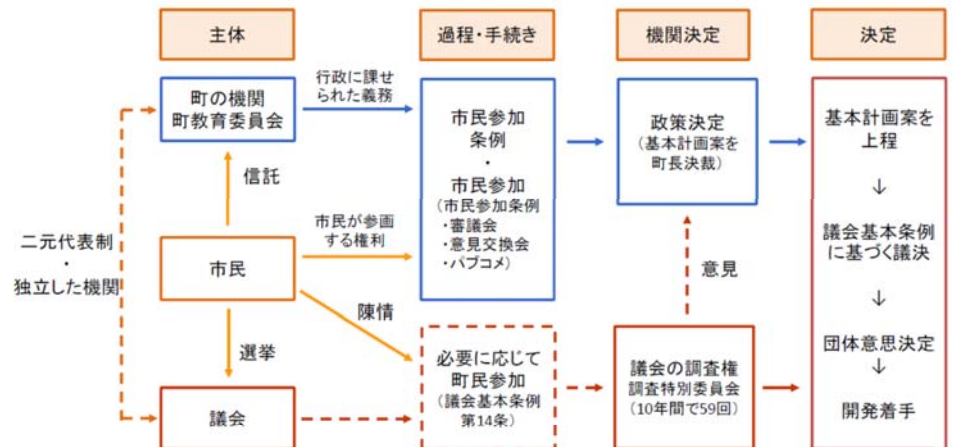 主体
過程・手続き
機関決定
決定
町の機関
町教育委員会
行政に課せ
られた義務
市民参加
条例
・
市民参加
(市民参加条例
・審議会
・意見交換会
・パブコメ)
政策決定
(基本計画案を
町長決裁)
基本計画案を
上程
↓
議会基本条例
に基づく議決
↓
団体意思決定
↓
開発着手
信託
市民が参画
する権利
二元代表制
・
独立した機関
市民
意見
陳情
選挙
議会
必要に応じて
町民参加
(議会基本条例
第14条)
議会の調査権
調査特別委員会
(10年間で59回)